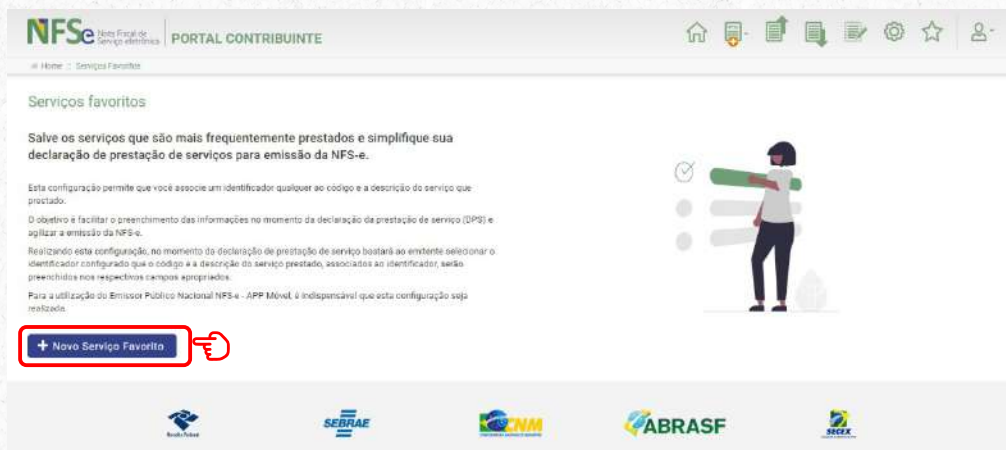 NFSe Nota Fiscal de Serviço eletrônica PORTAL CONTRIBUINTE
Home :: Serviços Favoritos
Serviços favoritos
Salve os serviços que são mais frequentemente prestados e simplifique sua
declaração de prestação de serviços para emissão da NFS-e.
Esta configuração permite que você associe um identificador qualquer ao código e a descrição do serviço que
prestado.
O objetivo é facilitar o preenchimento das informações no momento da declaração da prestação de serviço (DPS) e
agilizar a emissão da NFS-e.
Realizando esta configuração, no momento da declaração de prestação de serviço bastará ao emitente selecionar o
identificador configurado que o código e a descrição do serviço prestado, associados ao identificador, serão
preenchidos nos respectivos campos apropriados.
Para a utilização do Emissor Público Nacional NFS-e - APP Móvel, é indispensável que esta configuração seja
realizada.
+ Novo Serviço Favorito
Receita Federal
SEBRAE
CNM
ABRASF
SECEX